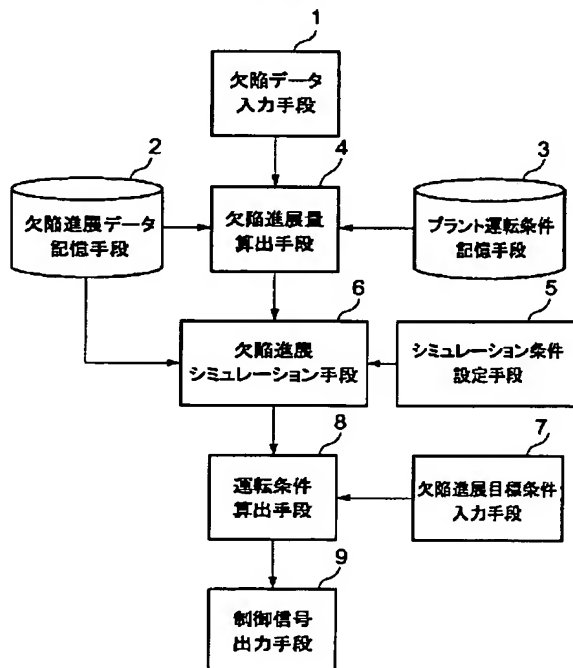 1
欠陥データ
入力手段
2
欠陥進展データ
記憶手段
4
欠陥進展量
算出手段
3
プラント運転条件
記憶手段
6
欠陥進展
シミュレーション手段
5
シミュレーション条件
設定手段
8
運転条件
算出手段
7
欠陥進展目標条件
入力手段
9
制御信号
出力手段